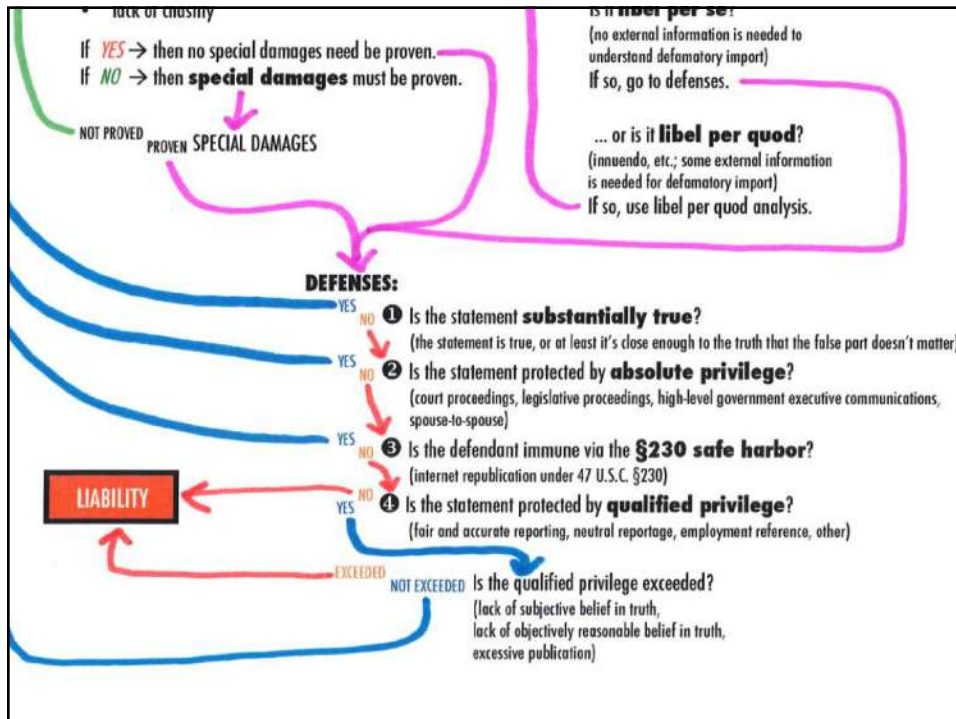 • lack of chastity
If YES → then no special damages need be proven.
If NO → then special damages must be proven.
NOT PROVED
PROVEN SPECIAL DAMAGES
Is it libel per se?
(no external information is needed to
understand defamatory import)
If so, go to defenses.
... or is it libel per quod?
(innuendo, etc.; some external information
is needed for defamatory import)
If so, use libel per quod analysis.
DEFENSES:
YES
NO ❶ Is the statement substantially true?
(the statement is true, or at least it's close enough to the truth that the false part doesn't matter)
YES
NO ❷ Is the statement protected by absolute privilege?
(court proceedings, legislative proceedings, high-level government executive communications,
spouse-to-spouse)
YES
NO ❸ Is the defendant immune via the §230 safe harbor?
(internet republication under 47 U.S.C. §230)
LIABILITY
NO
YES ❹ Is the statement protected by qualified privilege?
(fair and accurate reporting, neutral reportage, employment reference, other)
EXCEEDED
NOT EXCEEDED Is the qualified privilege exceeded?
(lack of subjective belief in truth,
lack of objectively reasonable belief in truth,
excessive publication)